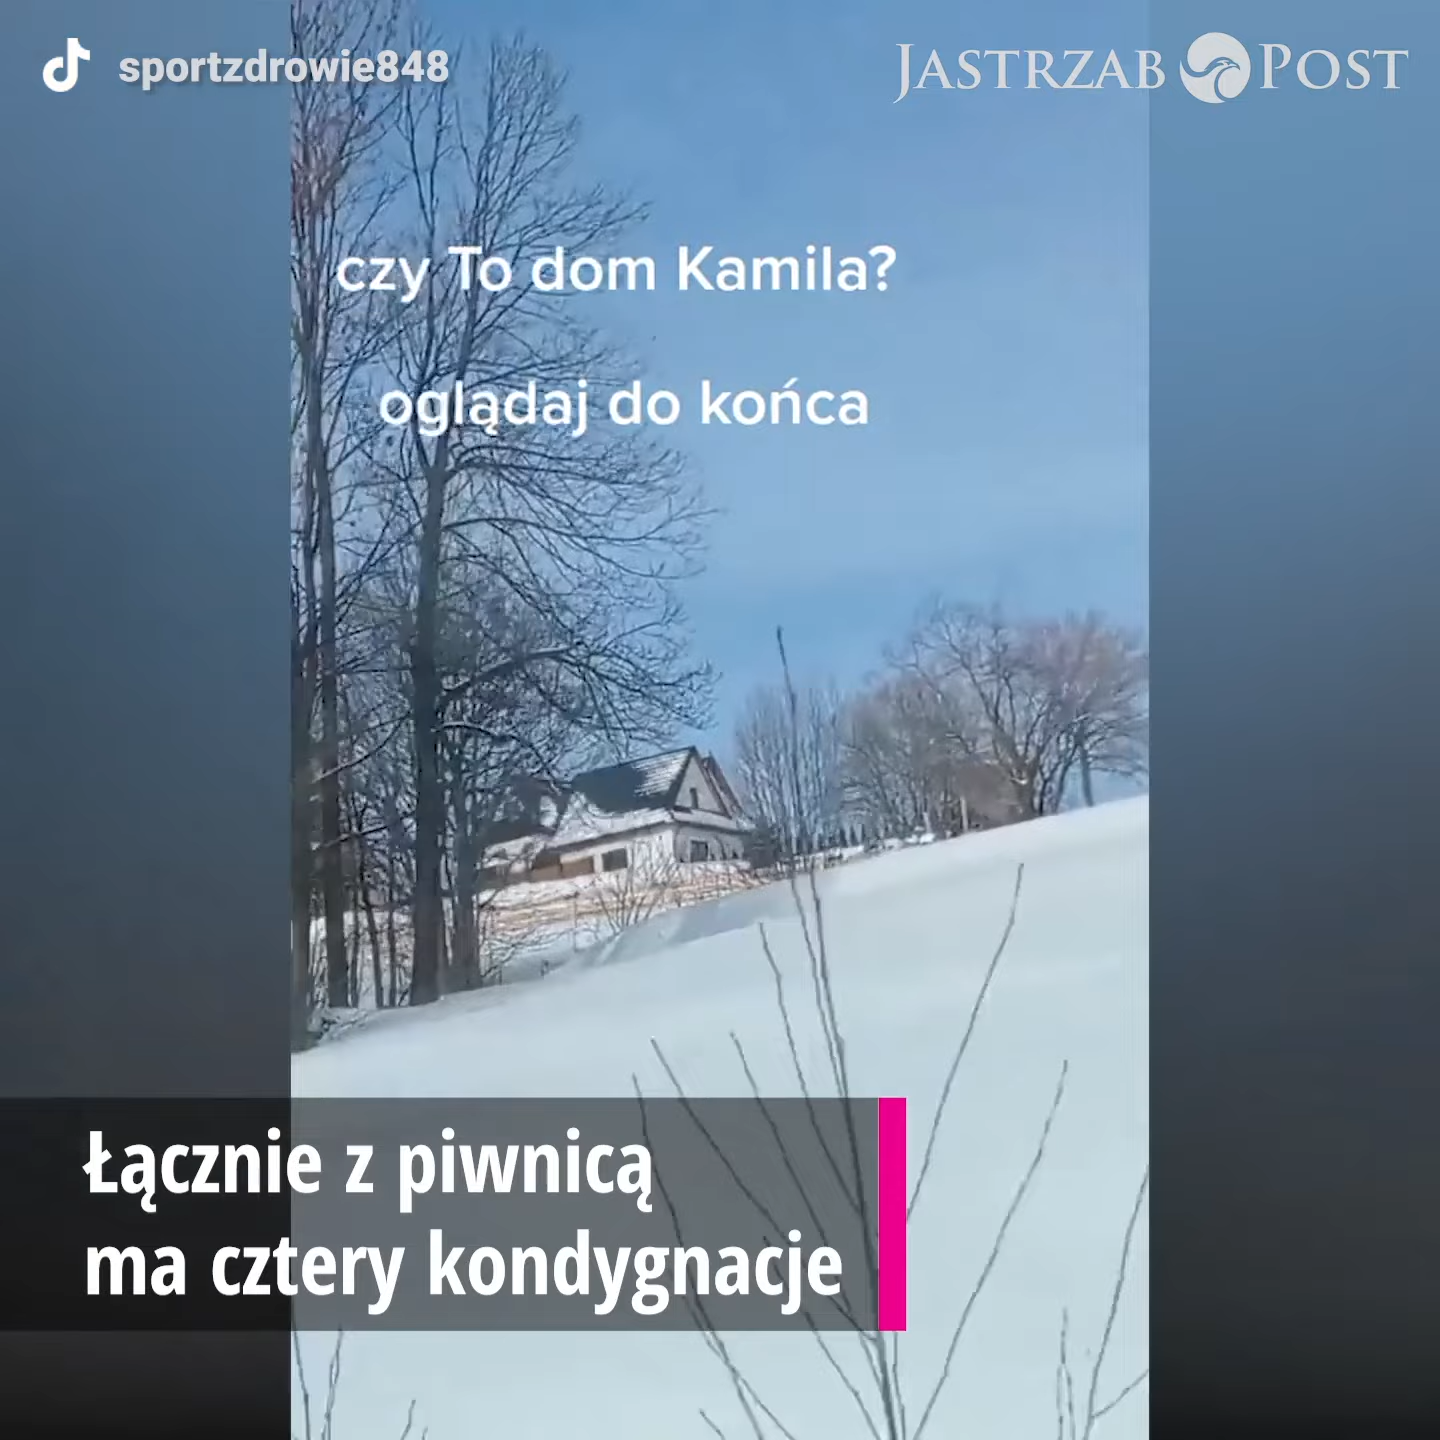 sportzdrowie848
JASTRZAB POST
czy To dom Kamila?
oglądaj do końca
Łącznie z piwnicą
ma cztery kondygnacje